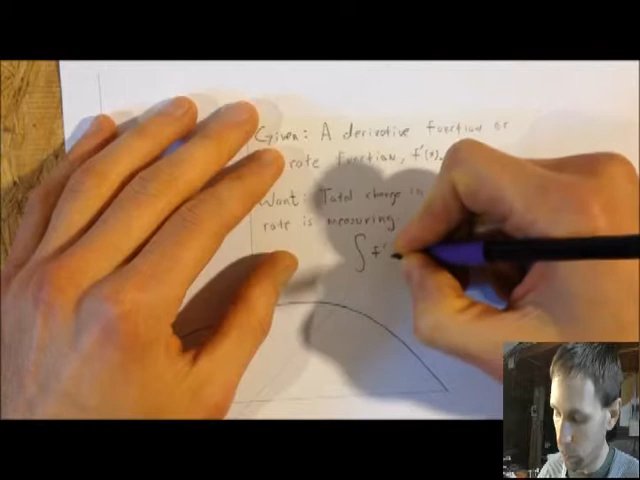 Given: A derivative function or
rate function, f'(x).
Want: Total change in
rate is measuring.
∫ f'